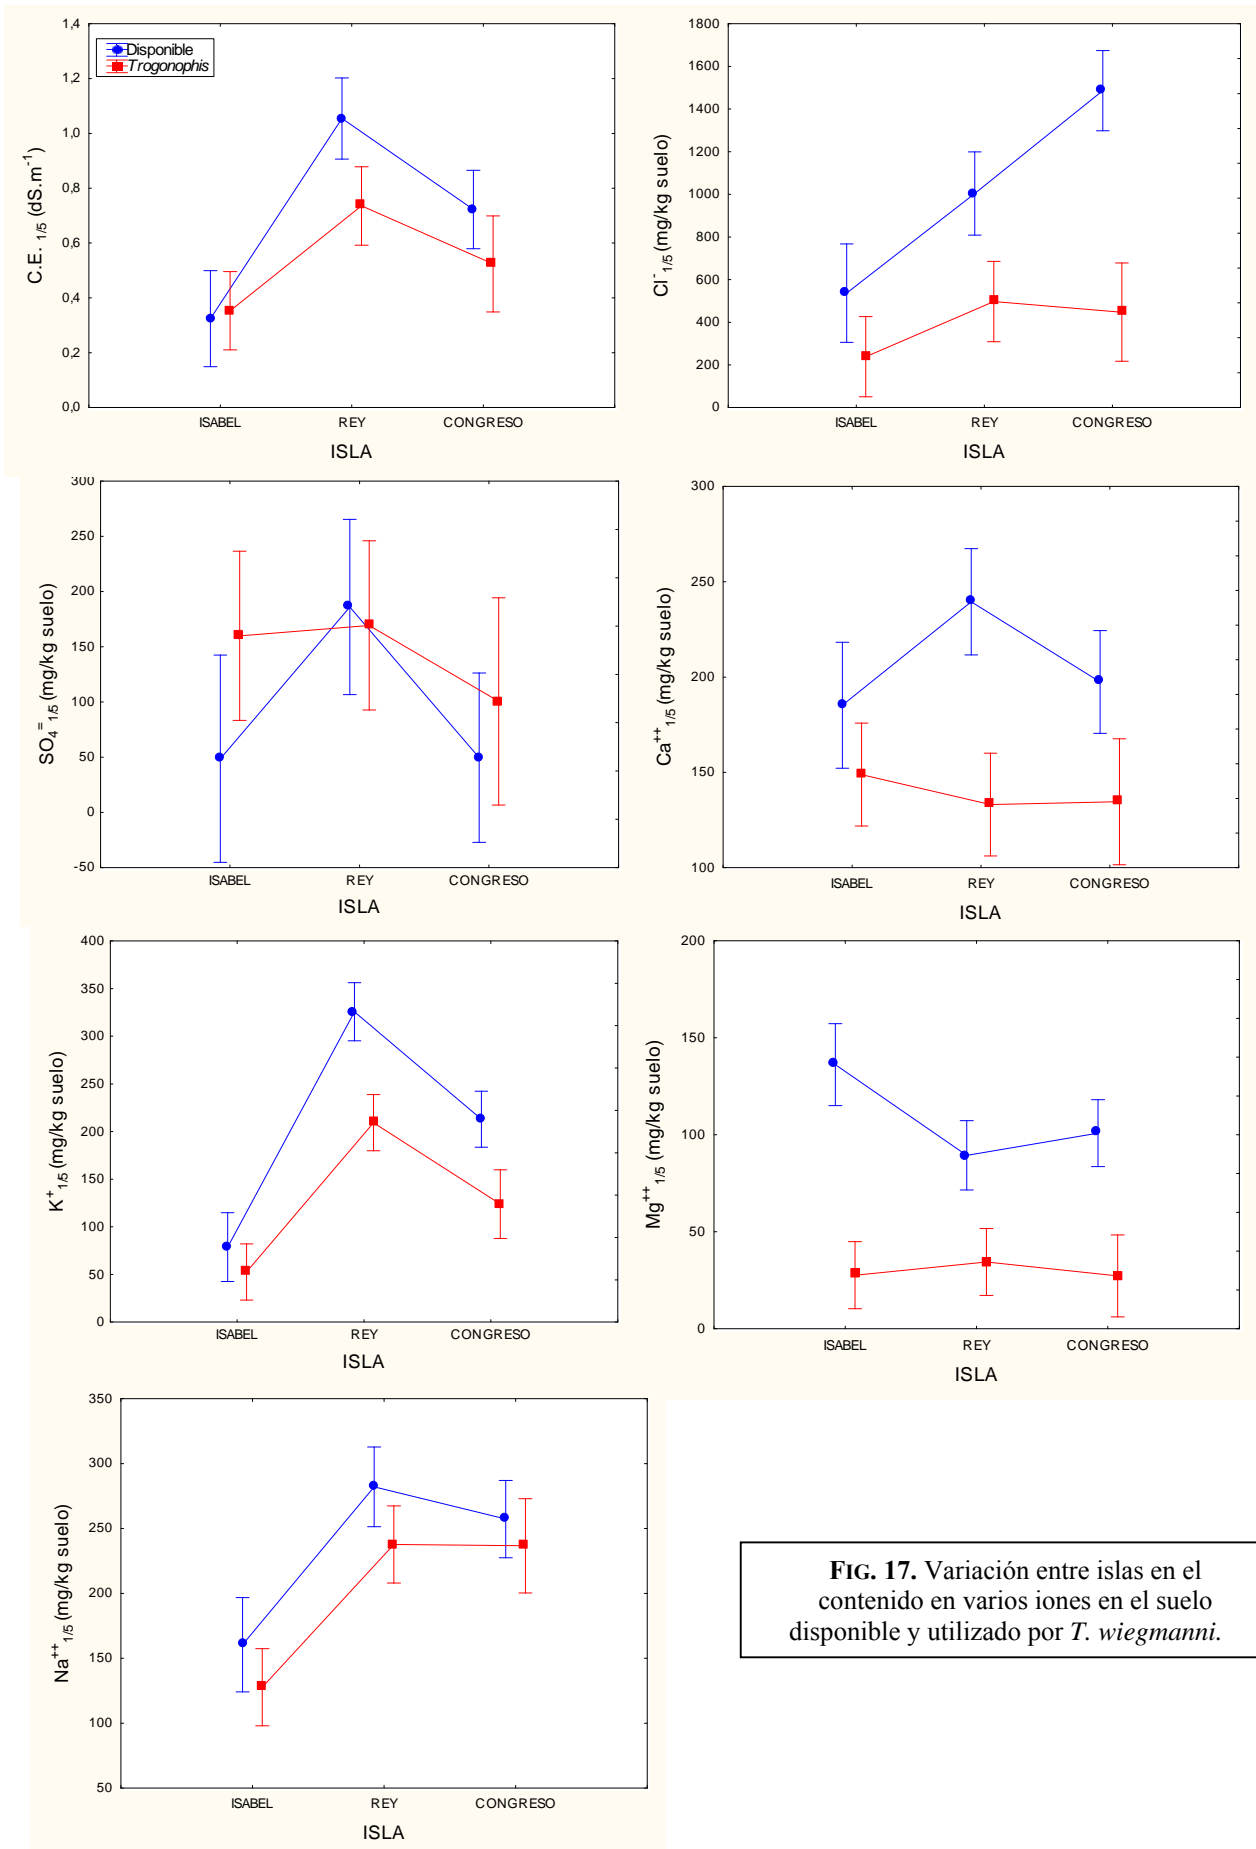 1,4
1,2
1,0
0,8
0,6
0,4
0,2
0,0
C.E. 1/5 (dS.m-1)
Disponible
Trogonophis
ISABEL REY CONGRESO
ISLA
1800
1600
1400
1200
1000
800
600
400
200
0
Cl- 1/5 (mg/kg suelo)
ISABEL REY CONGRESO
ISLA
300
250
200
150
100
50
0
-50
SO4= 1/5 (mg/kg suelo)
ISABEL REY CONGRESO
ISLA
300
250
200
150
100
Ca++ 1/5 (mg/kg suelo)
ISABEL REY CONGRESO
ISLA
400
350
300
250
200
150
100
50
0
K+ 1/5 (mg/kg suelo)
ISABEL REY CONGRESO
ISLA
200
150
100
50
0
Mg++ 1/5 (mg/kg suelo)
ISABEL REY CONGRESO
ISLA
350
300
250
200
150
100
50
Na++ 1/5 (mg/kg suelo)
ISABEL REY CONGRESO
ISLA
FIG. 17. Variación entre islas en el
contenido en varios iones en el suelo
disponible y utilizado por T. wiegmanni.